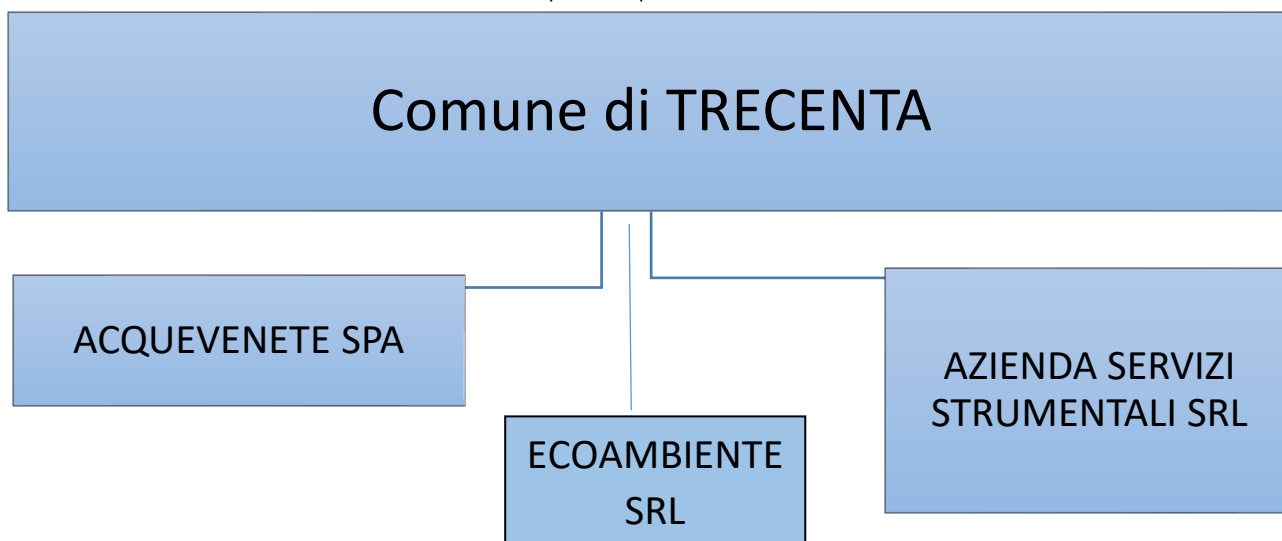 Comune di TRECENTA
ACQUEVENETE SPA
AZIENDA SERVIZI
STRUMENTALI SRL
ECOAMBIENTE
SRL